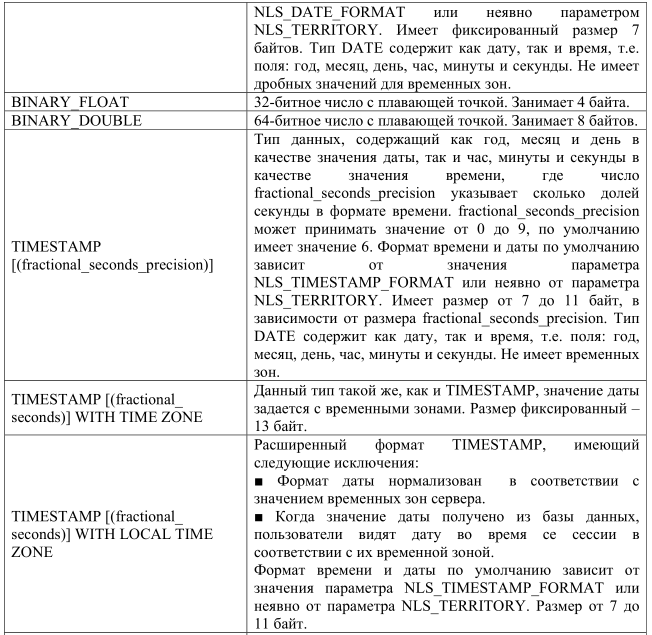 NLS_DATE_FORMAT или неявно параметром
NLS_TERRITORY. Имеет фиксированный размер 7
байтов. Тип DATE содержит как дату, так и время, т.е.
поля: год, месяц, день, час, минуты и секунды. Не имеет
дробных значений для временных зон.
BINARY_FLOAT
32-битное число с плавающей точкой. Занимает 4 байта.
BINARY_DOUBLE
64-битное число с плавающей точкой. Занимает 8 байтов.
TIMESTAMP
[(fractional_seconds_precision)]
Тип данных, содержащий как год, месяц и день в
качестве значения даты, так и час, минуты и секунды в
качестве значения времени, где число
fractional_seconds_precision указывает сколько долей
секунды в формате времени. fractional_seconds_precision
может принимать значение от 0 до 9, по умолчанию
имеет значение 6. Формат времени и даты по умолчанию
зависит от значения параметра
NLS_TIMESTAMP_FORMAT или неявно от параметра
NLS_TERRITORY. Имеет размер от 7 до 11 байт, в
зависимости от размера fractional_seconds_precision. Тип
DATE содержит как дату, так и время, т.е. поля: год,
месяц, день, час, минуты и секунды. Не имеет временных
зон.
TIMESTAMP [(fractional_
seconds)] WITH TIME ZONE
Данный тип такой же, как и TIMESTAMP, значение даты
задается с временными зонами. Размер фиксированный –
13 байт.
TIMESTAMP [(fractional_
seconds)] WITH LOCAL TIME
ZONE
Расширенный формат TIMESTAMP, имеющий
следующие исключения:
■ Формат даты нормализован в соответствии с
значением временных зон сервера.
■ Когда значение даты получено из базы данных,
пользователи видят дату во время се сессии в
соответствии с их временной зоной.
Формат времени и даты по умолчанию зависит от
значения параметра NLS_TIMESTAMP_FORMAT или
неявно от параметра NLS_TERRITORY. Размер от 7 до
11 байт.